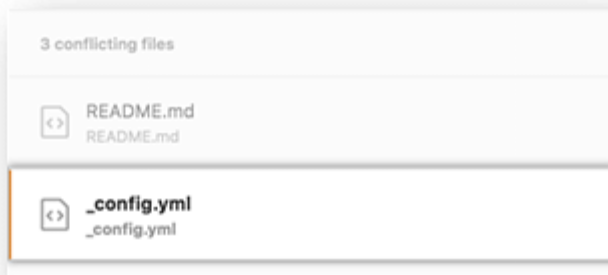 3 conflicting files
README.md
README.md
_config.yml
_config.yml